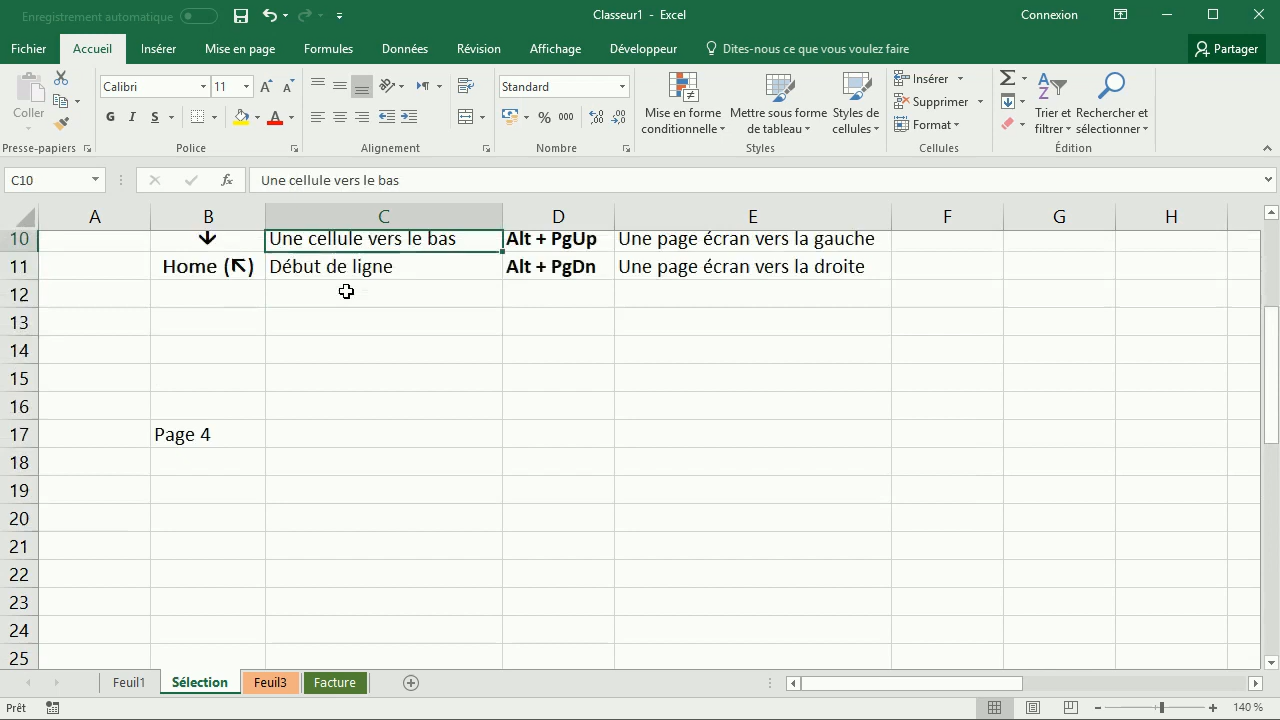 Enregistrement automatique
Classeur1 - Excel
Connexion
Fichier Accueil Insérer Mise en page Formules Données Révision Affichage Développeur Dites-nous ce que vous voulez faire Partager
Coller
Presse-papiers
Calibri 11
G I S
Police
Alignement
Standard
% 000
Nombre
Mise en forme conditionnelle
Mettre sous forme de tableau
Styles de cellules
Styles
Insérer
Supprimer
Format
Cellules
Trier et filtrer
Rechercher et sélectionner
Édition
C10 fx Une cellule vers le bas
A B C D E F G H
10 ↓ Une cellule vers le bas Alt + PgUp Une page écran vers la gauche
11 Home (↖) Début de ligne Alt + PgDn Une page écran vers la droite
12
13
14
15
16
17 Page 4
18
19
20
21
22
23
24
25
Feuil1 Sélection Feuil3 Facture
Prêt
140 %